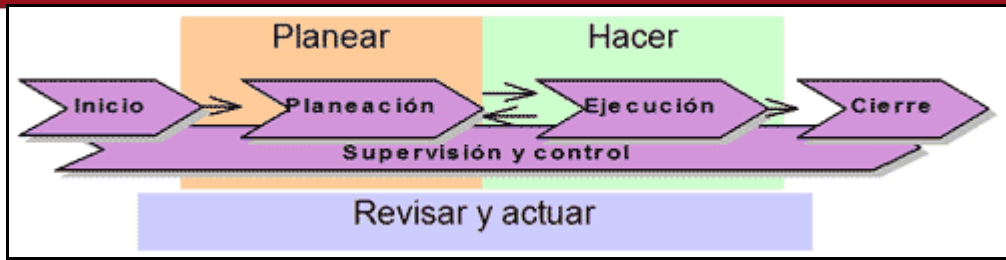 Planear Hacer
Inicio Planeación Ejecución Cierre
Supervisión y control
Revisar y actuar